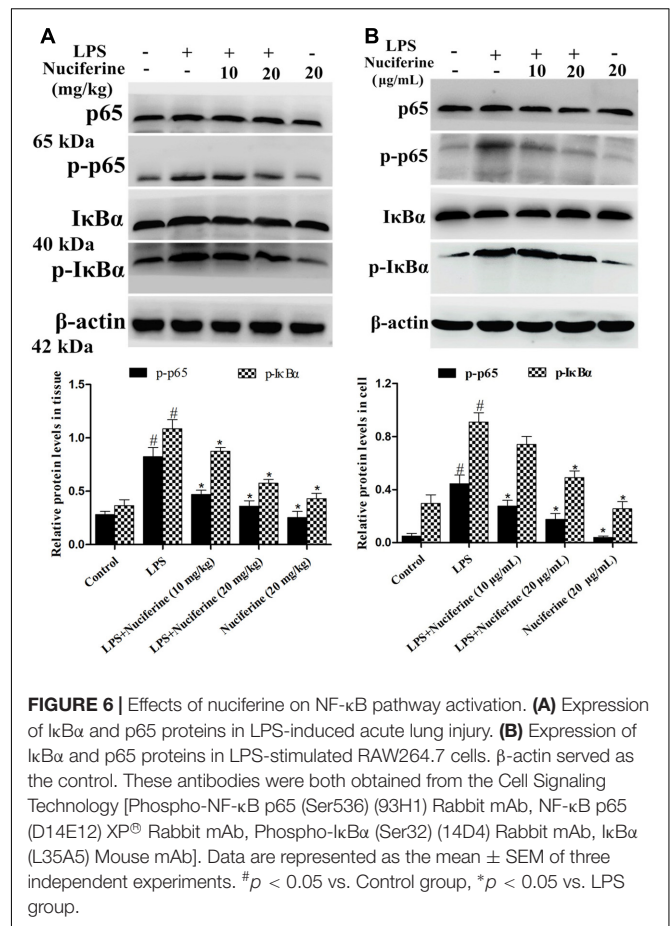 A
LPS - + + + -
Nuciferine - - 10 20 20
(mg/kg)
p65
65 kDa
p-p65
IκBα
40 kDa
p-IκBα
β-actin
42 kDa
p-p65 p-IκBα
Relative protein levels in tissue
1.5
1.0
0.5
0.0
# #
* *
* *
* *
Control
LPS
LPS+Nuciferine (10 mg/kg)
LPS+Nuciferine (20 mg/kg)
Nuciferine (20 mg/kg)
B
LPS - + + + -
Nuciferine - - 10 20 20
(μg/mL)
p65
p-p65
IκBα
p-IκBα
β-actin
p-p65 p-IκBα
Relative protein levels in cell
1.2
0.8
0.4
0.0
# #
*
* *
* *
Control
LPS
LPS+Nuciferine (10 μg/mL)
LPS+Nuciferine (20 μg/mL)
Nuciferine (20 μg/mL)
FIGURE 6 | Effects of nuciferine on NF-κB pathway activation. (A) Expression
of IκBα and p65 proteins in LPS-induced acute lung injury. (B) Expression of
IκBα and p65 proteins in LPS-stimulated RAW264.7 cells. β-actin served as
the control. These antibodies were both obtained from the Cell Signaling
Technology [Phospho-NF-κB p65 (Ser536) (93H1) Rabbit mAb, NF-κB p65
(D14E12) XP® Rabbit mAb, Phospho-IκBα (Ser32) (14D4) Rabbit mAb, IκBα
(L35A5) Mouse mAb]. Data are represented as the mean ± SEM of three
independent experiments. #p < 0.05 vs. Control group, *p < 0.05 vs. LPS
group.